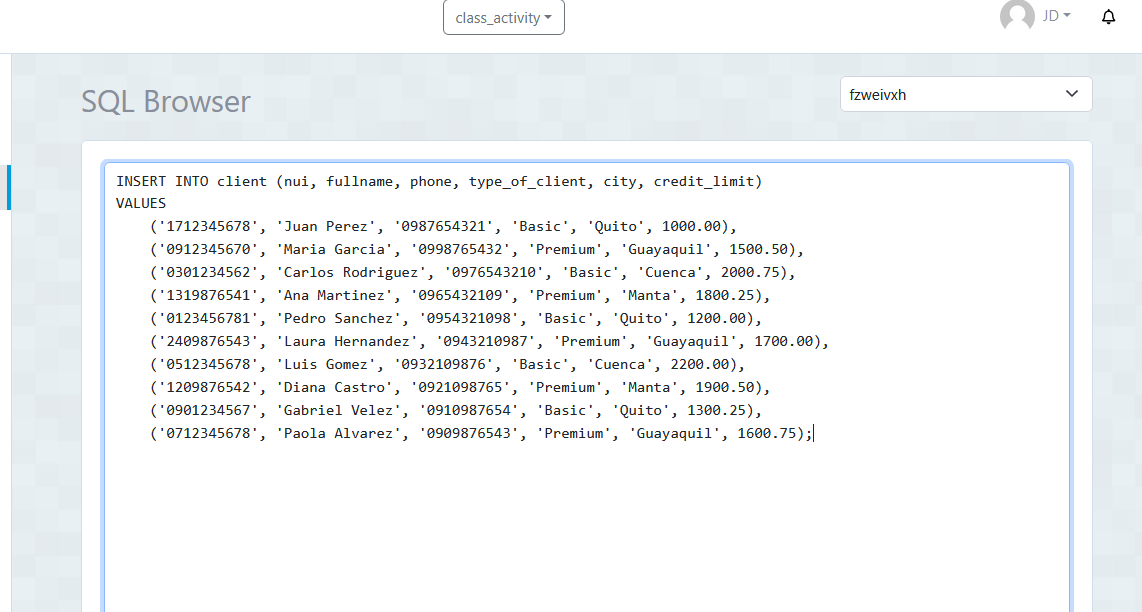 class_activity
JD
SQL Browser
fzweivxh
INSERT INTO client (nui, fullname, phone, type_of_client, city, credit_limit)
VALUES
    ('1712345678', 'Juan Perez', '0987654321', 'Basic', 'Quito', 1000.00),
    ('0912345670', 'Maria Garcia', '0998765432', 'Premium', 'Guayaquil', 1500.50),
    ('0301234562', 'Carlos Rodriguez', '0976543210', 'Basic', 'Cuenca', 2000.75),
    ('1319876541', 'Ana Martinez', '0965432109', 'Premium', 'Manta', 1800.25),
    ('0123456781', 'Pedro Sanchez', '0954321098', 'Basic', 'Quito', 1200.00),
    ('2409876543', 'Laura Hernandez', '0943210987', 'Premium', 'Guayaquil', 1700.00),
    ('0512345678', 'Luis Gomez', '0932109876', 'Basic', 'Cuenca', 2200.00),
    ('1209876542', 'Diana Castro', '0921098765', 'Premium', 'Manta', 1900.50),
    ('0901234567', 'Gabriel Velez', '0910987654', 'Basic', 'Quito', 1300.25),
    ('0712345678', 'Paola Alvarez', '0909876543', 'Premium', 'Guayaquil', 1600.75);